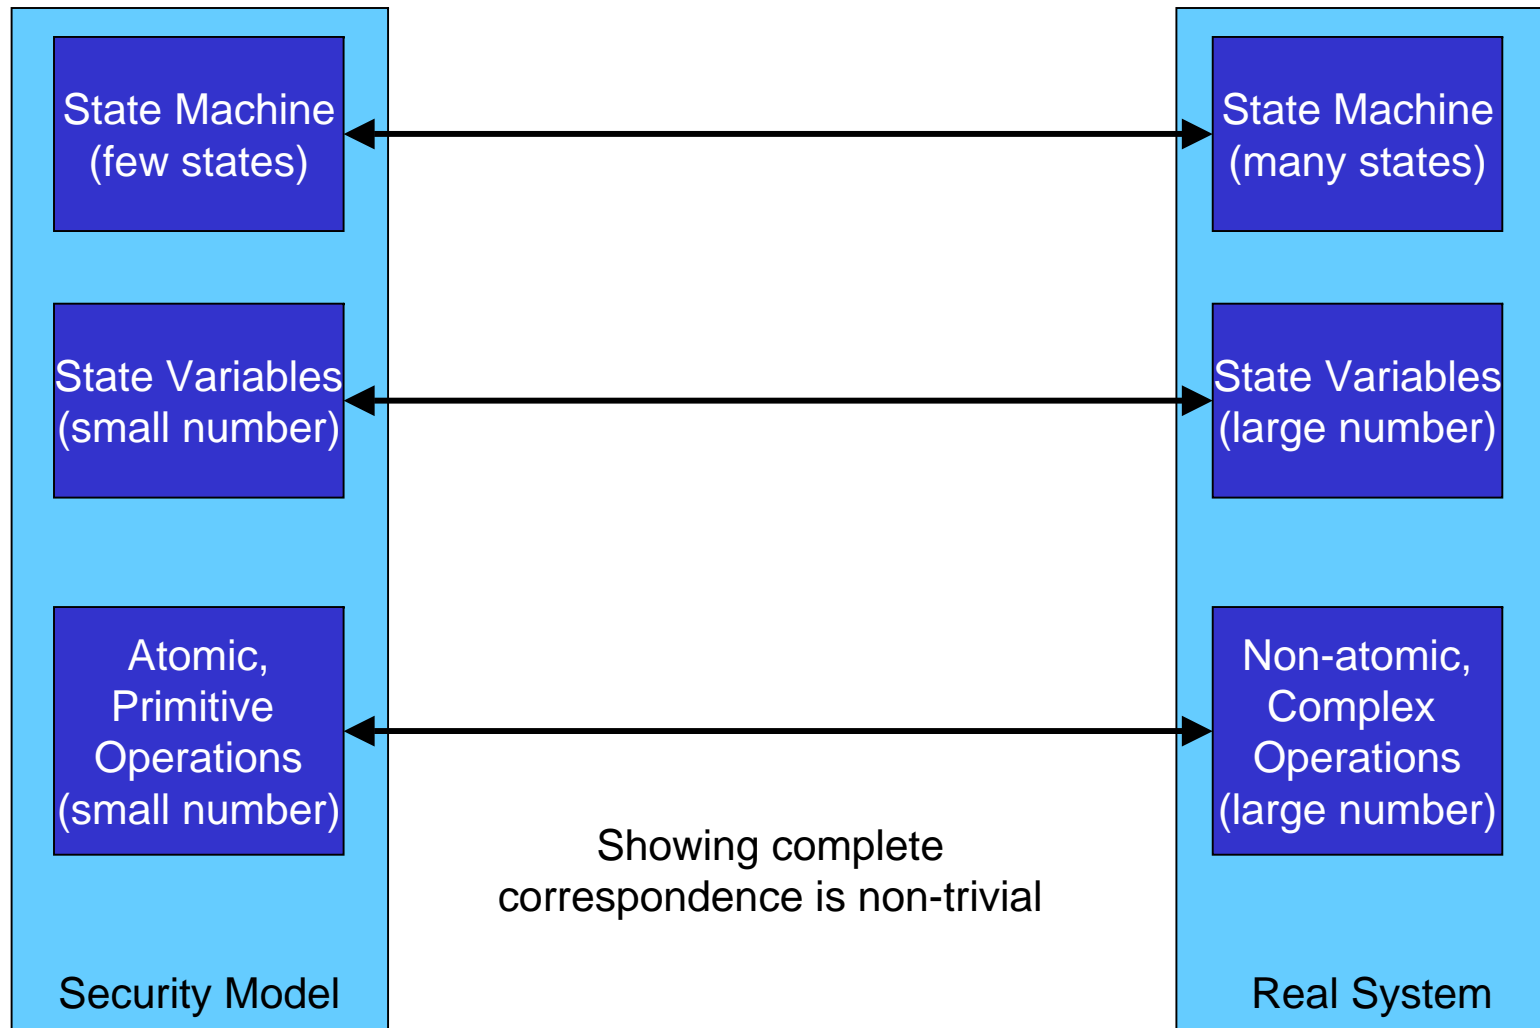 State Machine
(few states)
State Variables
(small number)
Atomic,
Primitive
Operations
(small number)
Security Model
Showing complete
correspondence is non-trivial
State Machine
(many states)
State Variables
(large number)
Non-atomic,
Complex
Operations
(large number)
Real System